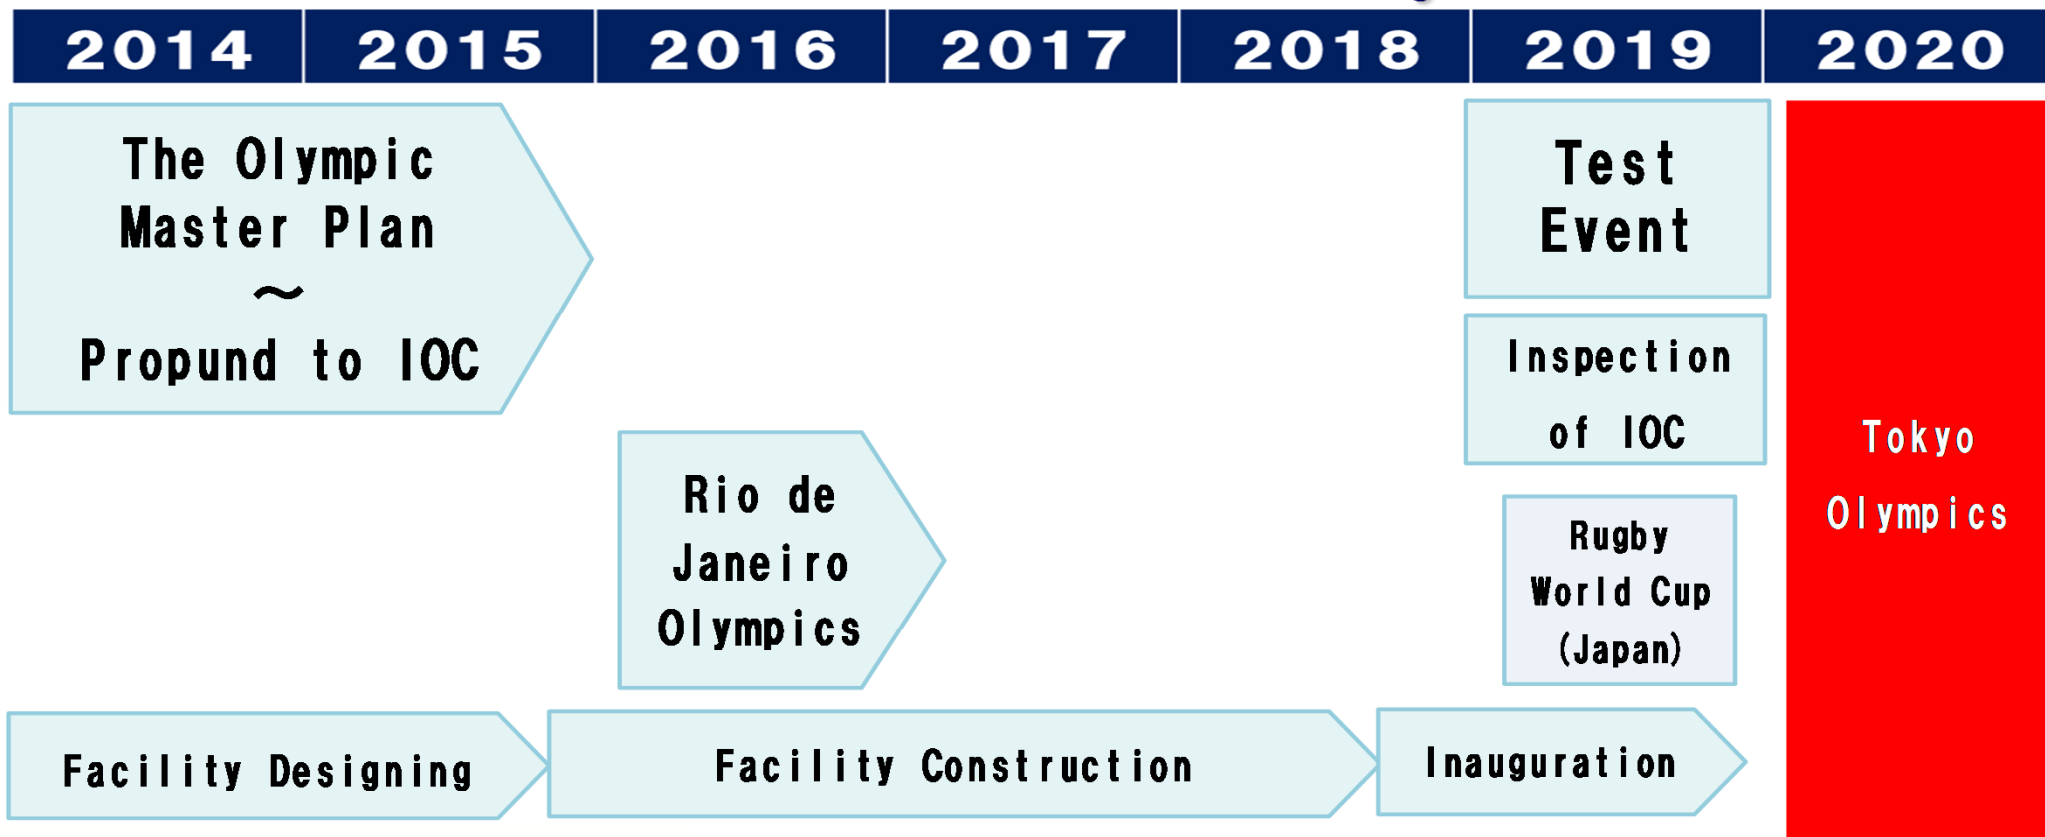 2014 2015 2016 2017 2018 2019 2020
The Olympic
Master Plan
～
Propund to IOC
Test
Event
Inspection
of IOC
Rio de
Janeiro
Olympics
Rugby
World Cup
(Japan)
Tokyo
Olympics
Facility Designing
Facility Construction
Inauguration